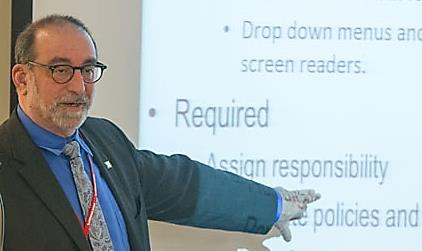 • Drop down menus and
screen readers.
• Required
Assign responsibility
policies and